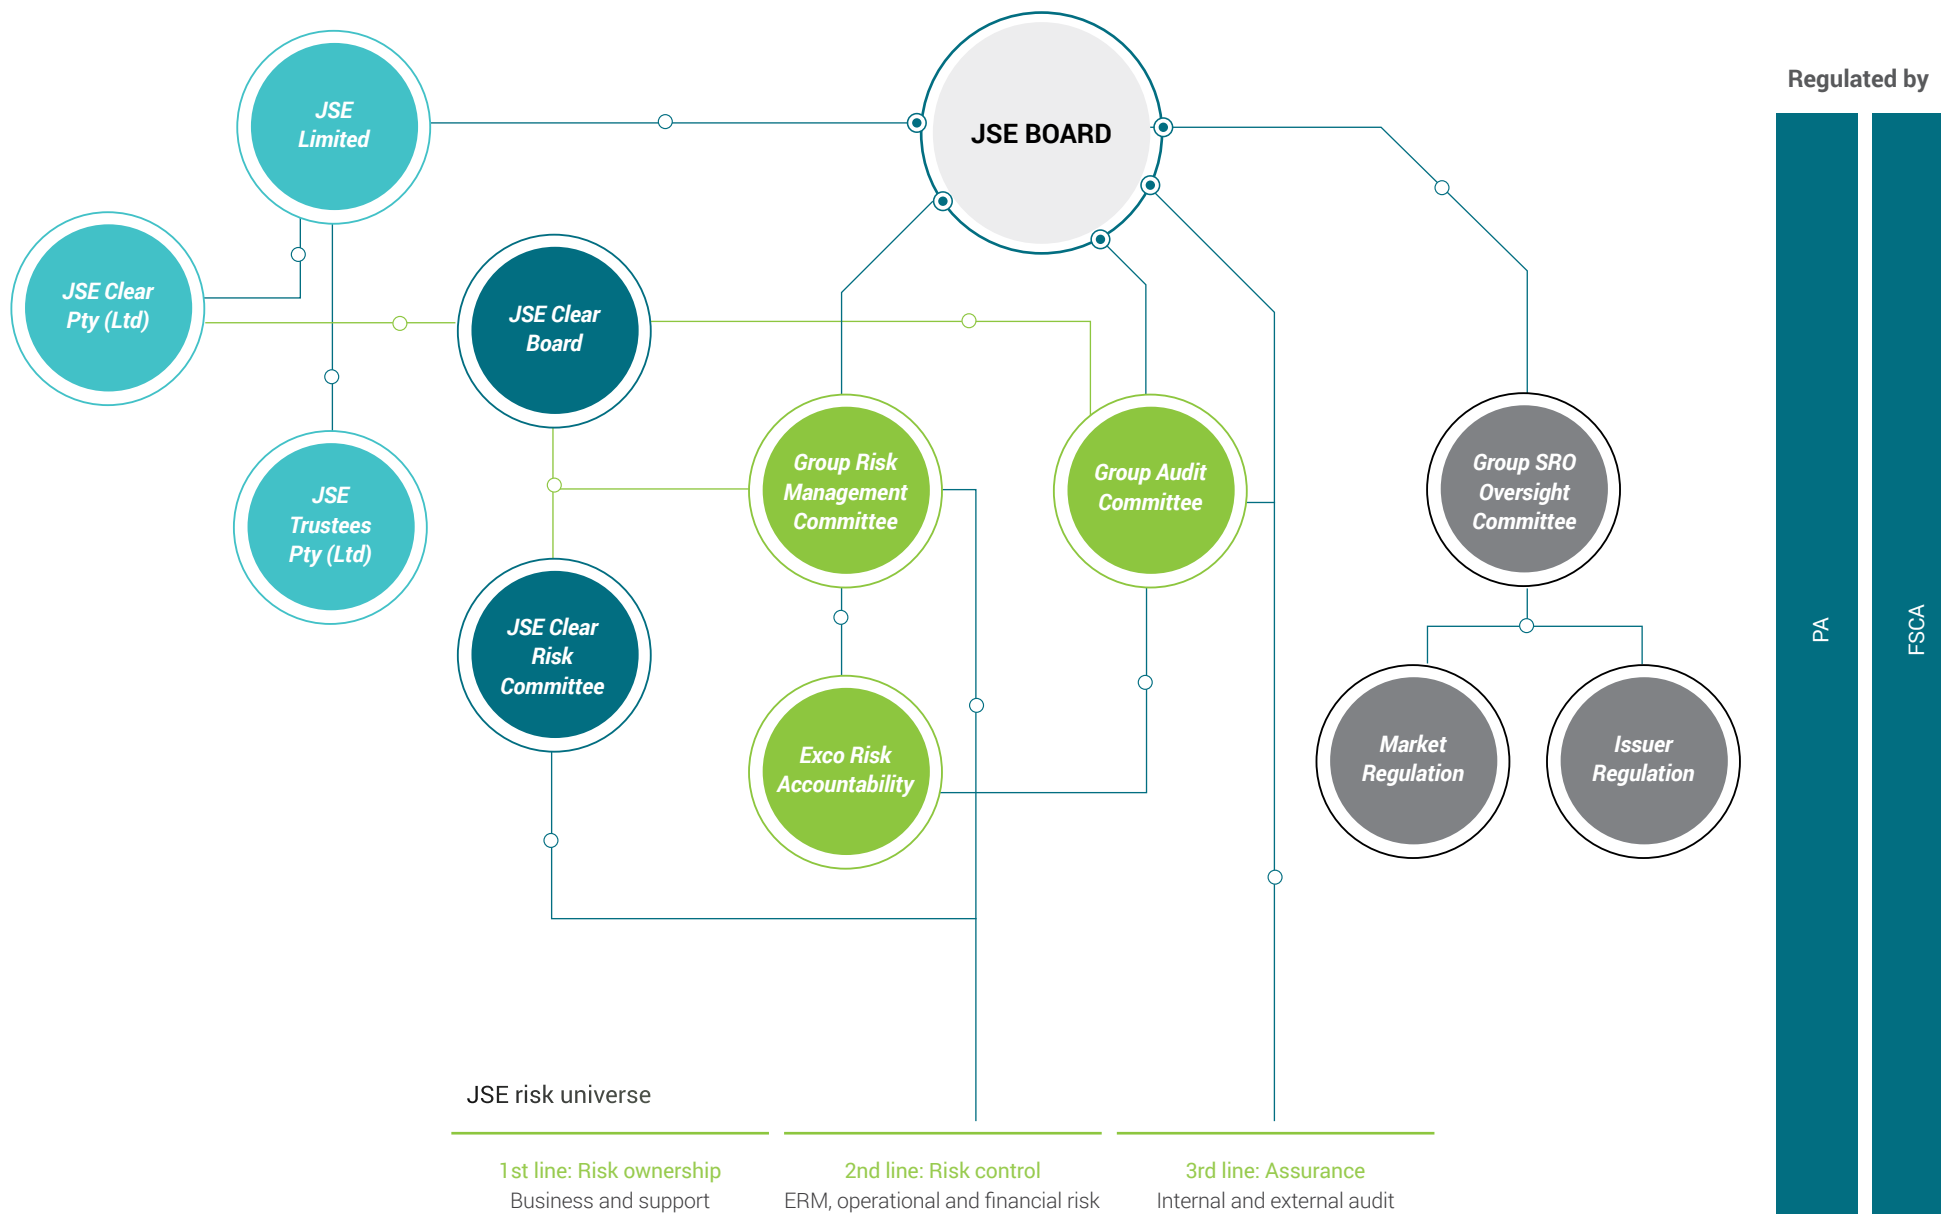 Regulated by
JSE
Limited
JSE BOARD
JSE Clear
Pty (Ltd)
JSE Clear
Board
JSE
Trustees
Pty (Ltd)
Group Risk
Management
Committee
Group Audit
Committee
Group SRO
Oversight
Committee
JSE Clear
Risk
Committee
Exco Risk
Accountability
Market
Regulation
Issuer
Regulation
PA
FSCA
JSE risk universe
1st line: Risk ownership
Business and support
2nd line: Risk control
ERM, operational and financial risk
3rd line: Assurance
Internal and external audit